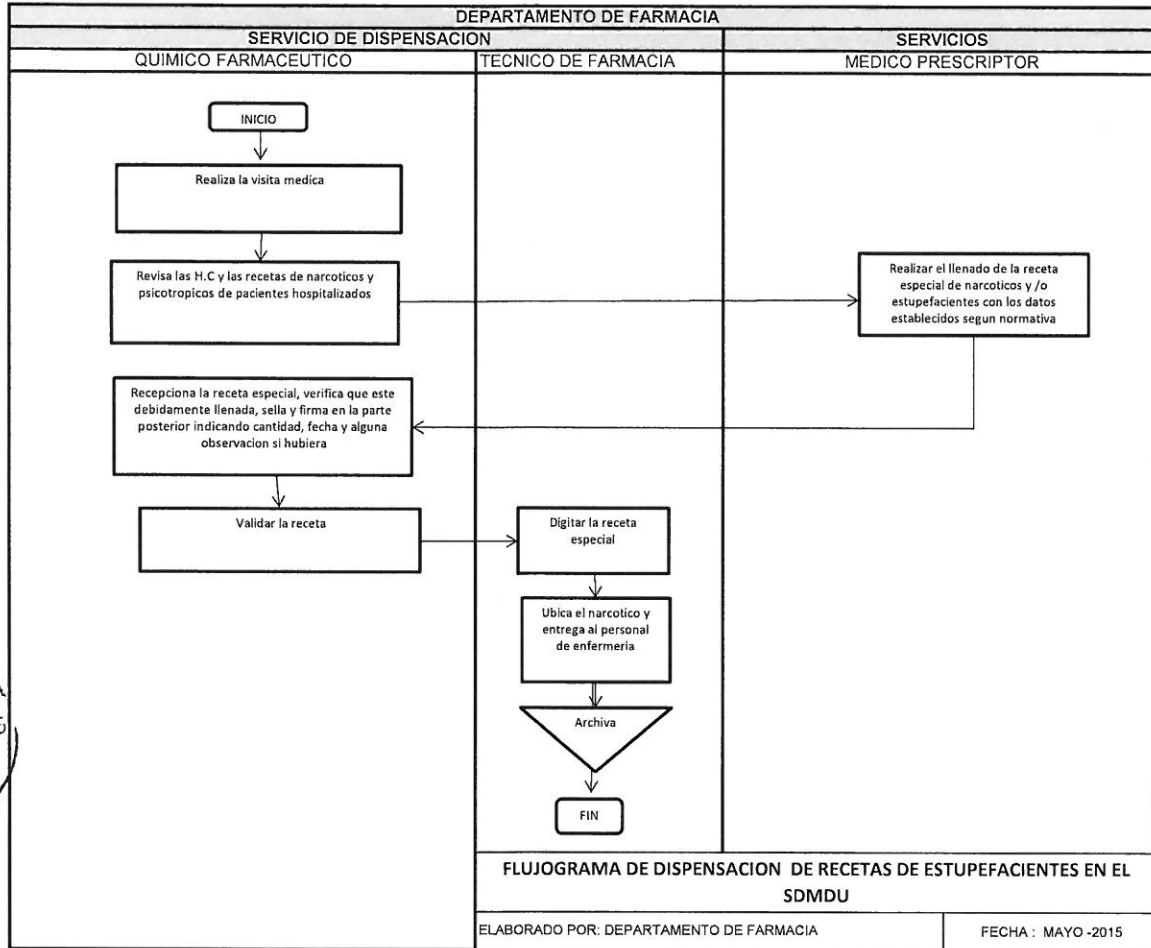 DEPARTAMENTO DE FARMACIA
SERVICIO DE DISPENSACION
SERVICIOS
QUIMICO FARMACEUTICO
TECNICO DE FARMACIA
MEDICO PRESCRIPTOR
INICIO
Realiza la visita medica
Revisa las H.C y las recetas de narcoticos y
psicotropicos de pacientes hospitalizados
Realizar el llenado de la receta
especial de narcoticos y /o
estupefacientes con los datos
establecidos segun normativa
Recepciona la receta especial, verifica que este
debidamente llenada, sella y firma en la parte
posterior indicando cantidad, fecha y alguna
observacion si hubiera
Validar la receta
Digitar la receta
especial
Ubica el narcotico y
entrega al personal
de enfermeria
Archiva
FIN
FLUJOGRAMA DE DISPENSACION DE RECETAS DE ESTUPEFACIENTES EN EL
SDMDU
ELABORADO POR: DEPARTAMENTO DE FARMACIA
FECHA : MAYO -2015